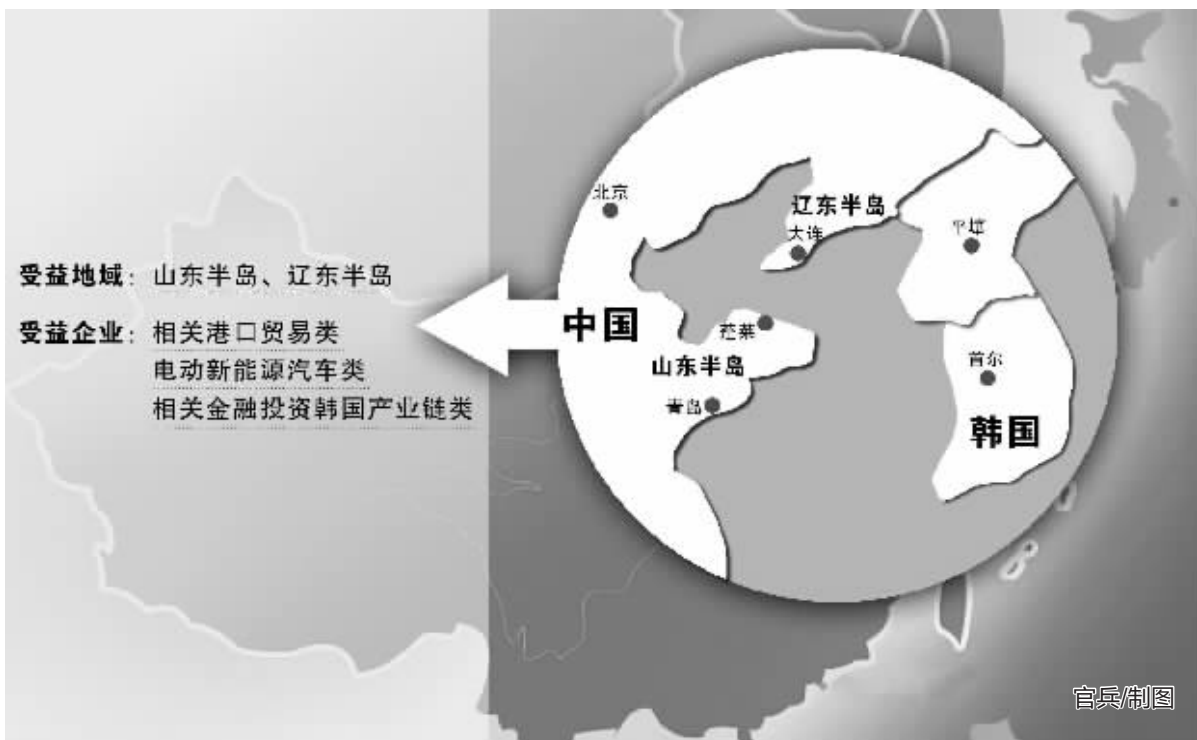 受益地域：山东半岛、辽东半岛
受益企业：相关港口贸易类
电动新能源汽车类
相关金融投资韩国产业链类
北京
辽东半岛
大连
平壤
中国
蓬莱
山东半岛
青岛
首尔
韩国
官兵/制图